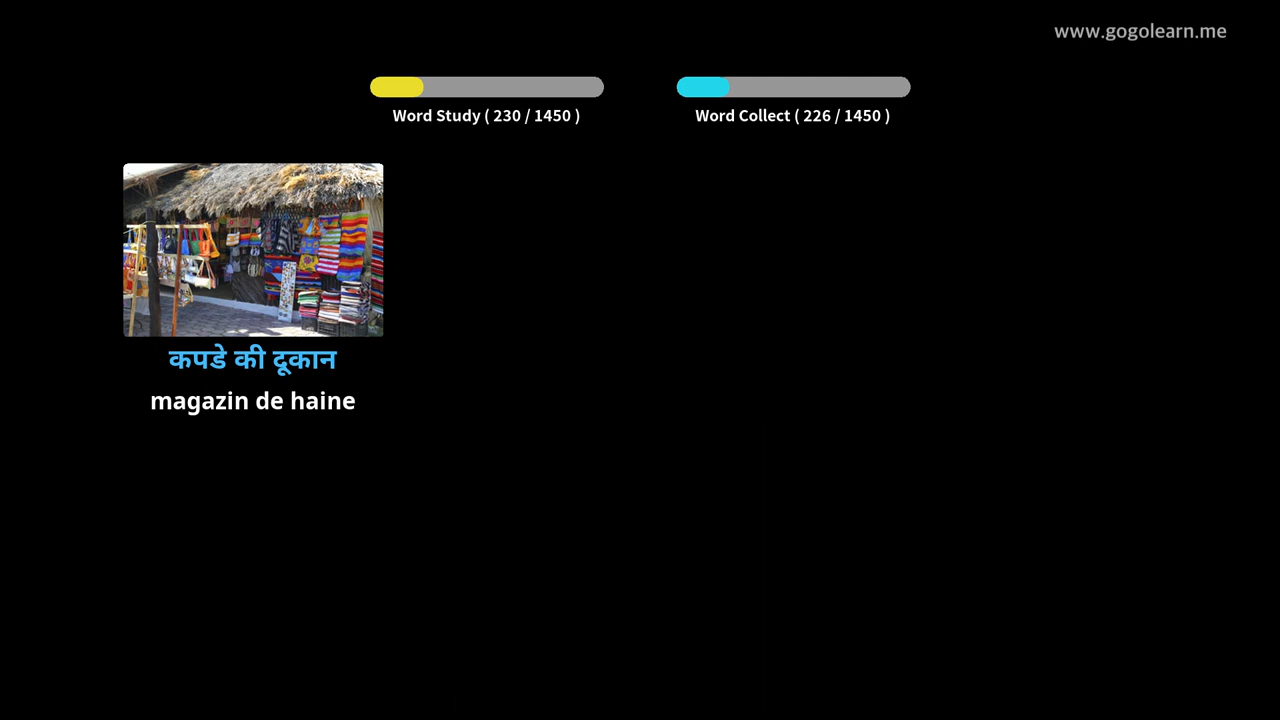 www.gogolearn.me
Word Study ( 230 / 1450 )
Word Collect ( 226 / 1450 )
कपडे की दूकान
magazin de haine